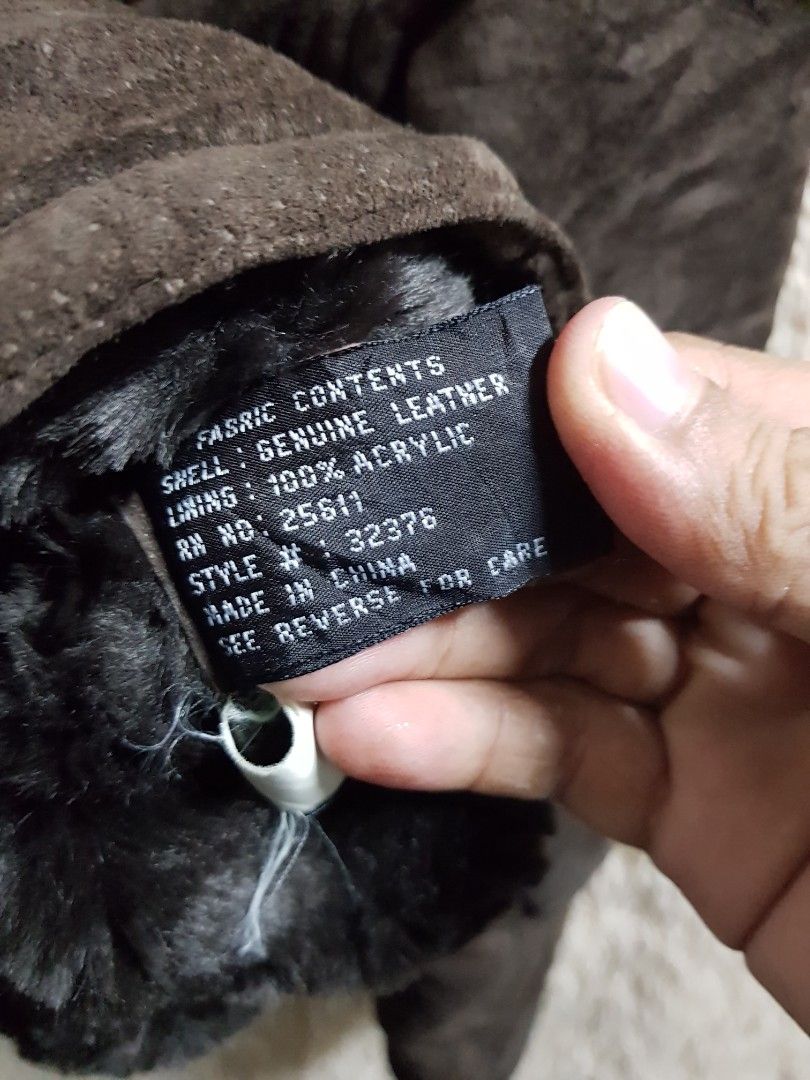 FABRIC CONTENTS
SHELL : GENUINE LEATHER
LINING : 100% ACRYLIC
RN NO : 25611
STYLE # : 32376
MADE IN CHINA
SEE REVERSE FOR CARE